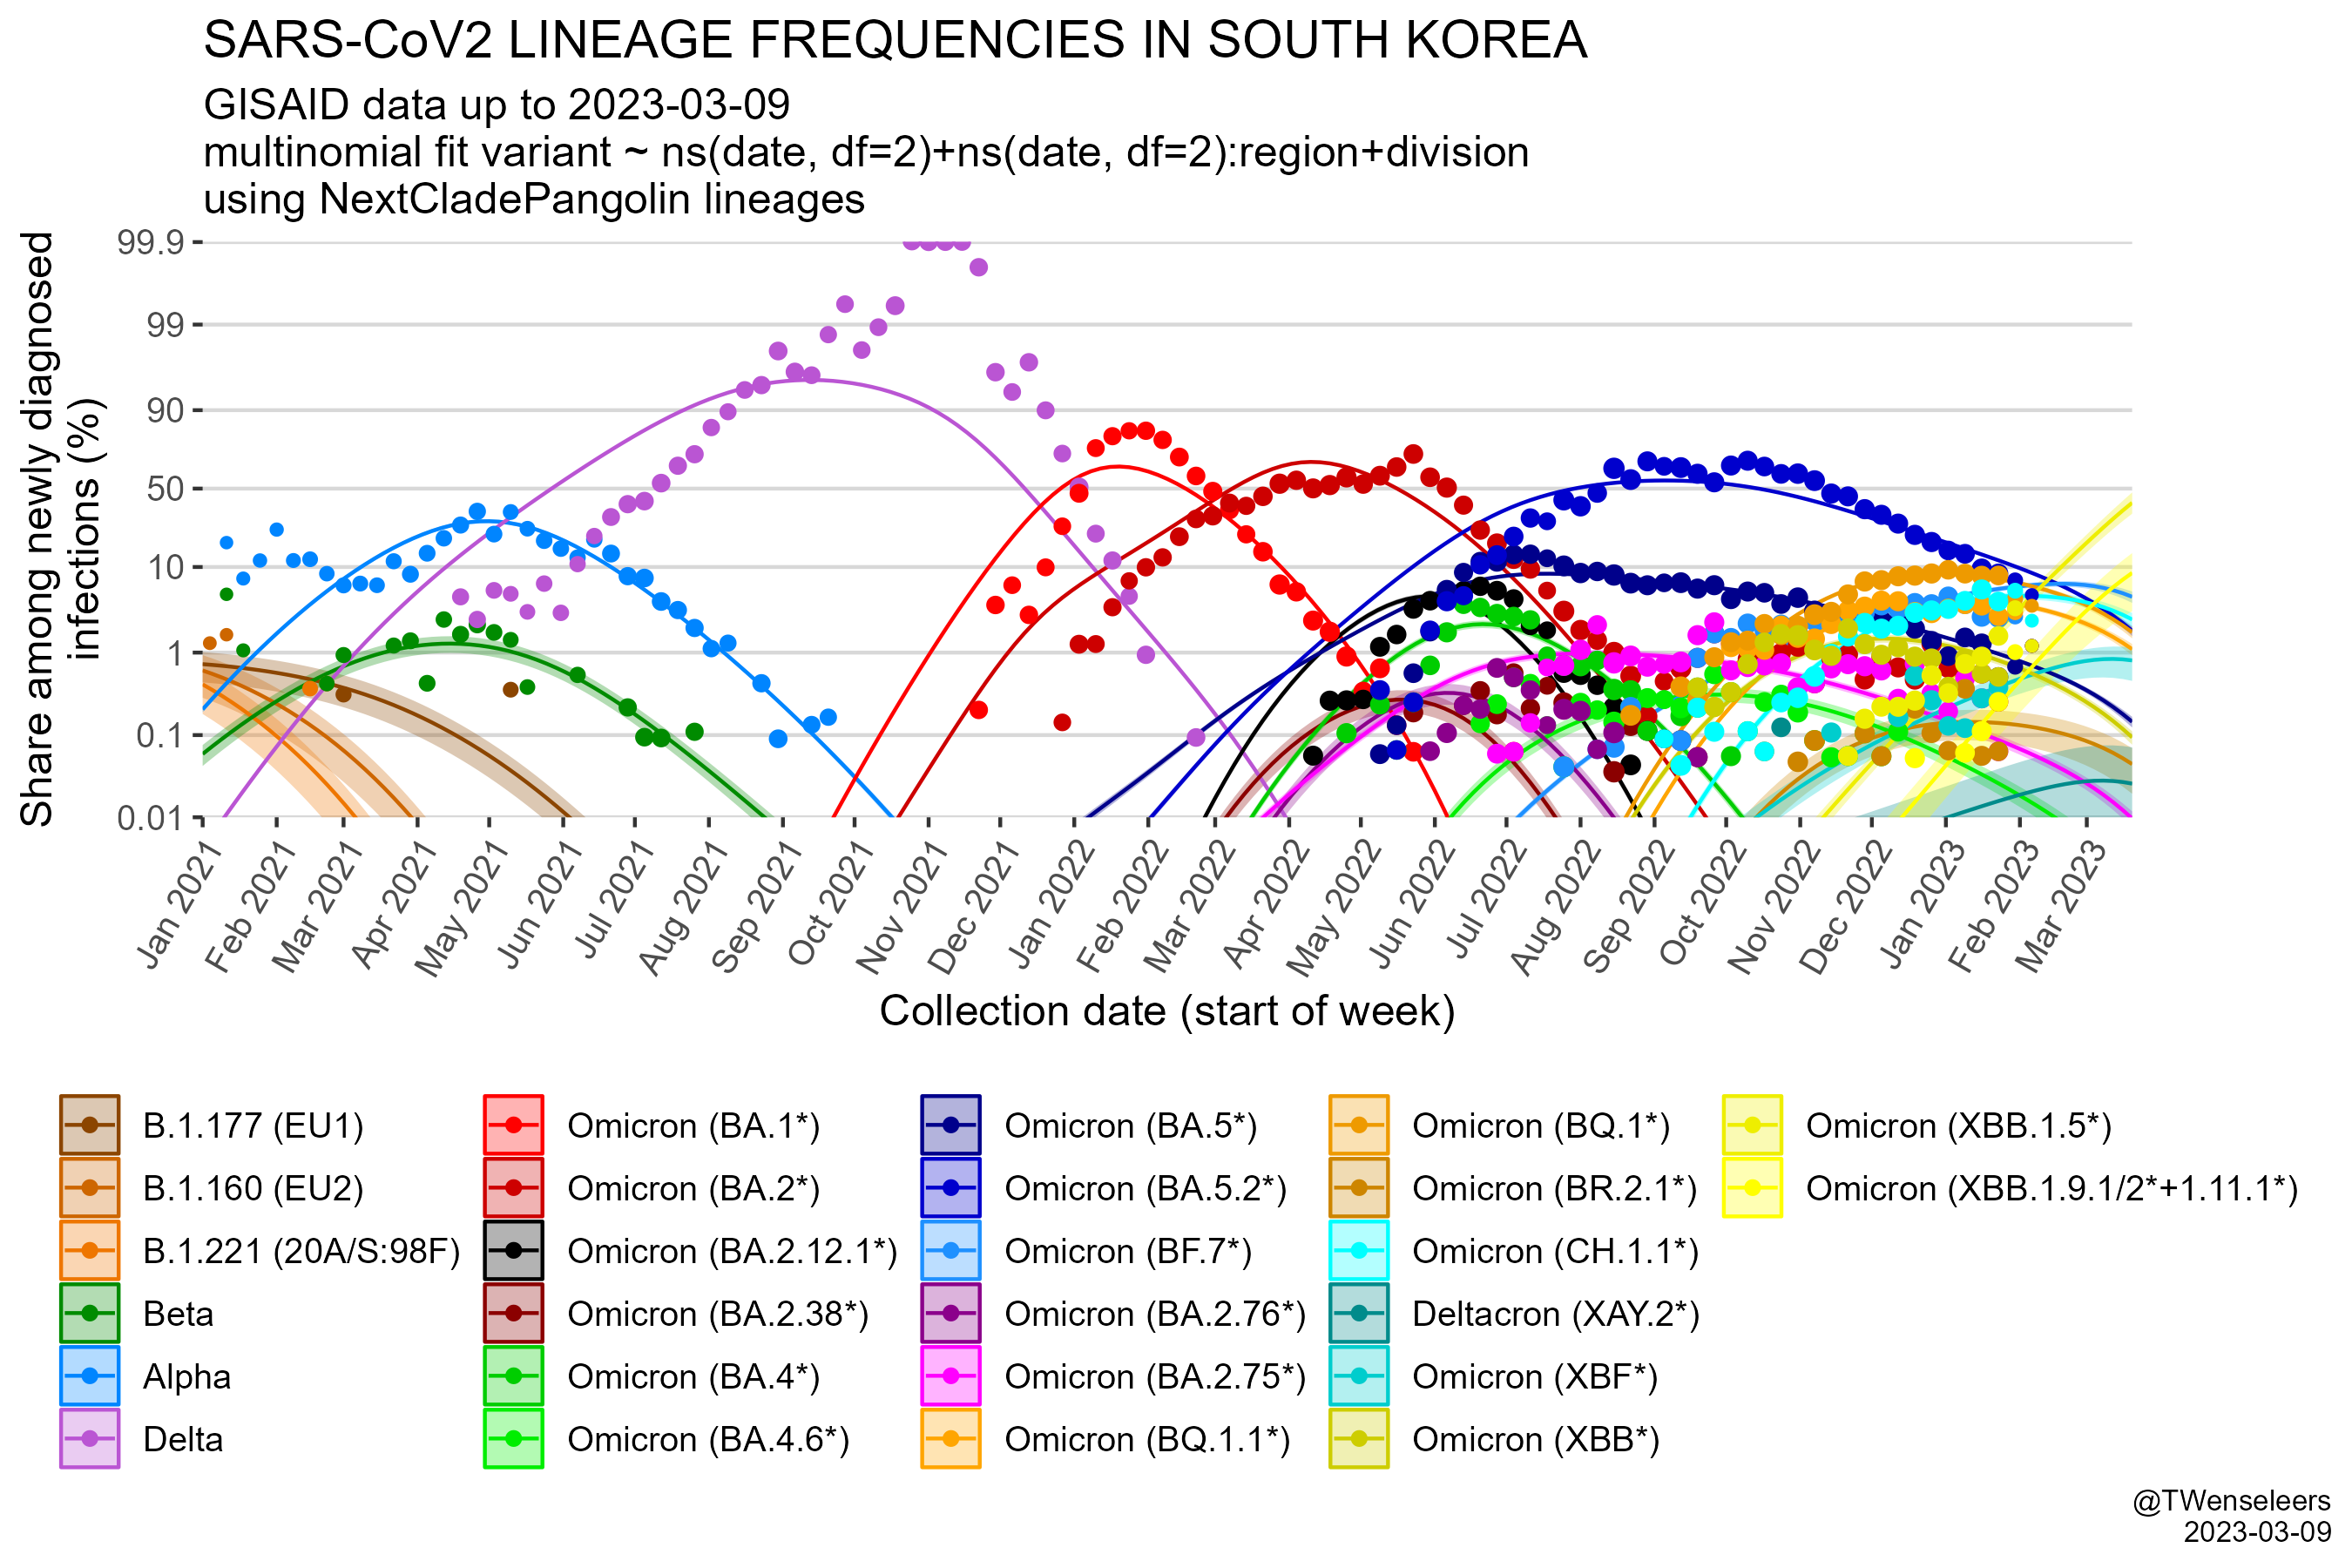 SARS-CoV2 LINEAGE FREQUENCIES IN SOUTH KOREA
GISAID data up to 2023-03-09
multinomial fit variant ~ ns(date, df=2)+ns(date, df=2):region+division
using NextCladePangolin lineages
Share among newly diagnosed
infections (%)
99.9
99
90
50
10
1
0.1
0.01
Jan 2021
Feb 2021
Mar 2021
Apr 2021
May 2021
Jun 2021
Jul 2021
Aug 2021
Sep 2021
Oct 2021
Nov 2021
Dec 2021
Jan 2022
Feb 2022
Mar 2022
Apr 2022
May 2022
Jun 2022
Jul 2022
Aug 2022
Sep 2022
Oct 2022
Nov 2022
Dec 2022
Jan 2023
Feb 2023
Mar 2023
Collection date (start of week)
B.1.177 (EU1)
B.1.160 (EU2)
B.1.221 (20A/S:98F)
Beta
Alpha
Delta
Omicron (BA.1*)
Omicron (BA.2*)
Omicron (BA.2.12.1*)
Omicron (BA.2.38*)
Omicron (BA.4*)
Omicron (BA.4.6*)
Omicron (BA.5*)
Omicron (BA.5.2*)
Omicron (BF.7*)
Omicron (BA.2.76*)
Omicron (BA.2.75*)
Omicron (BQ.1.1*)
Omicron (BQ.1*)
Omicron (BR.2.1*)
Omicron (CH.1.1*)
Deltacron (XAY.2*)
Omicron (XBF*)
Omicron (XBB*)
Omicron (XBB.1.5*)
Omicron (XBB.1.9.1/2*+1.11.1*)
@TWenseleers
2023-03-09